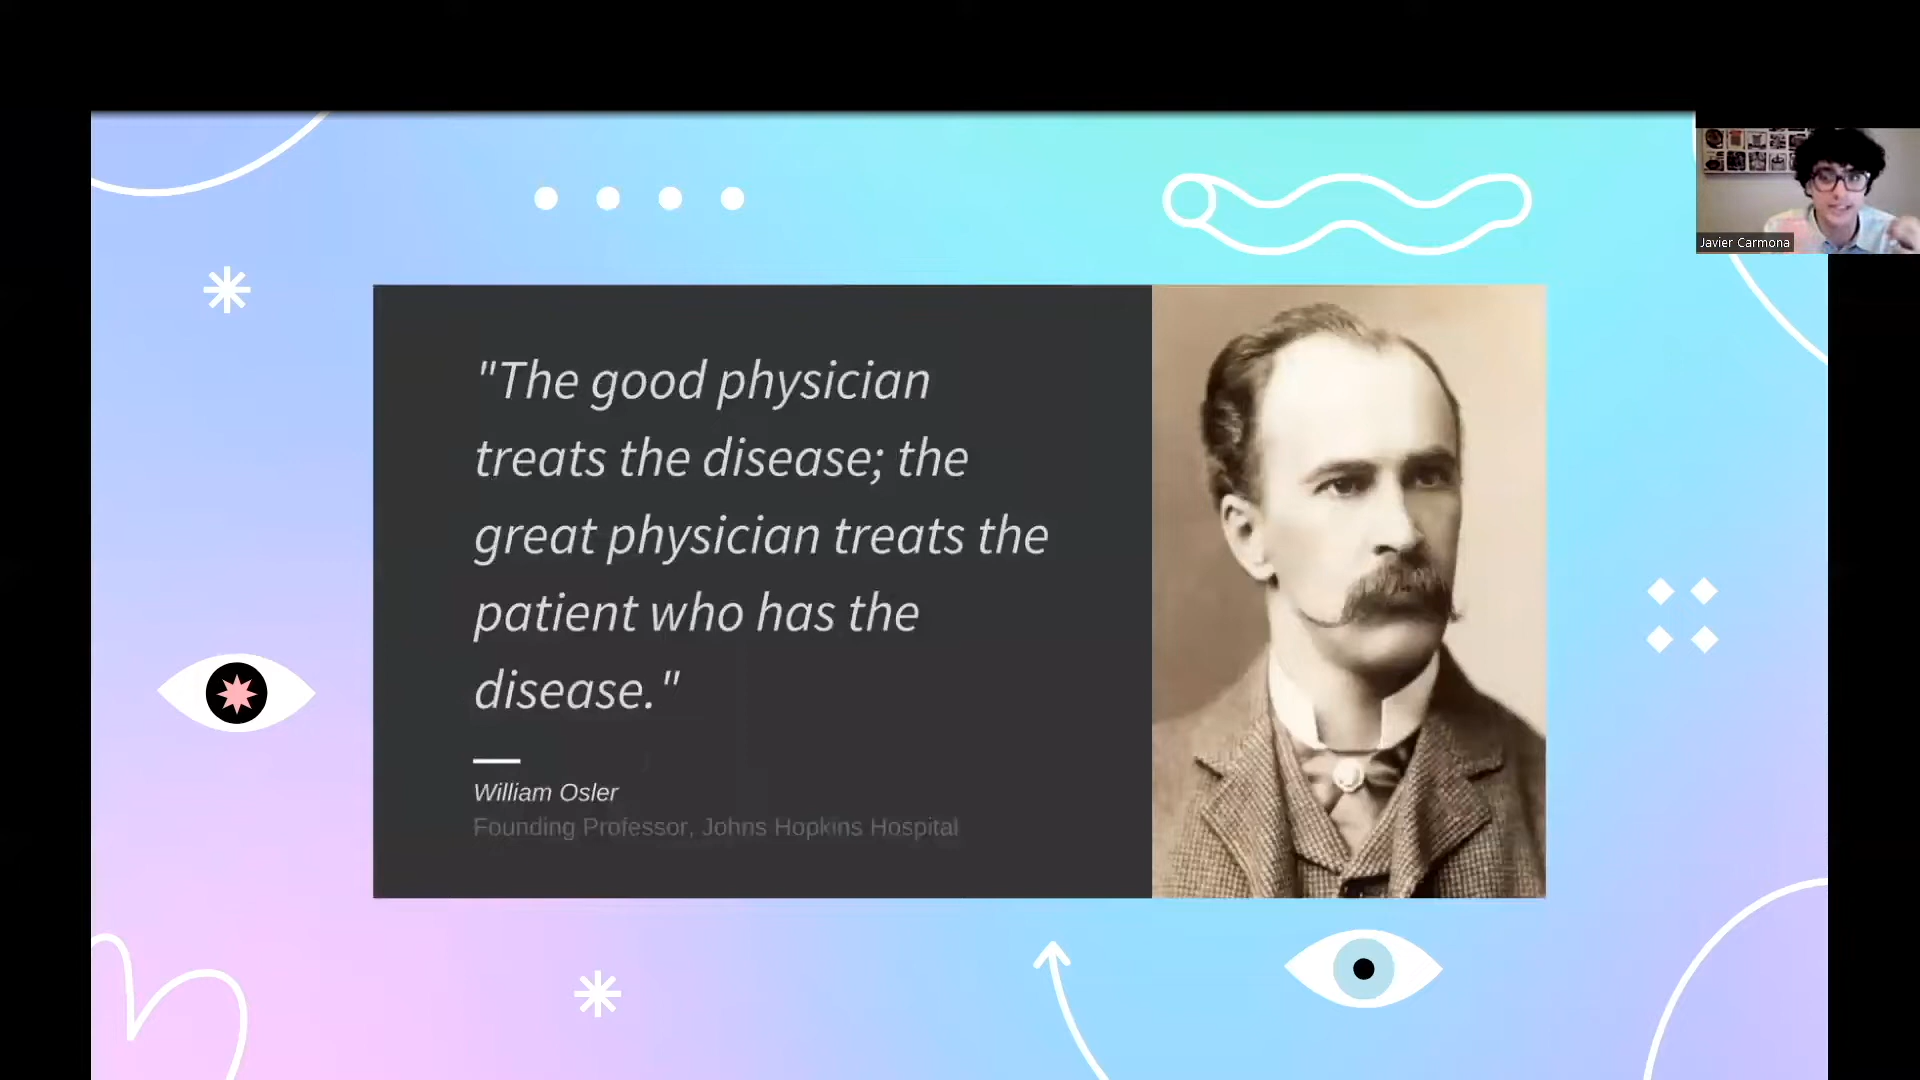 "The good physician
treats the disease; the
great physician treats the
patient who has the
disease."
William Osler
Founding Professor, Johns Hopkins Hospital
Javier Carmona